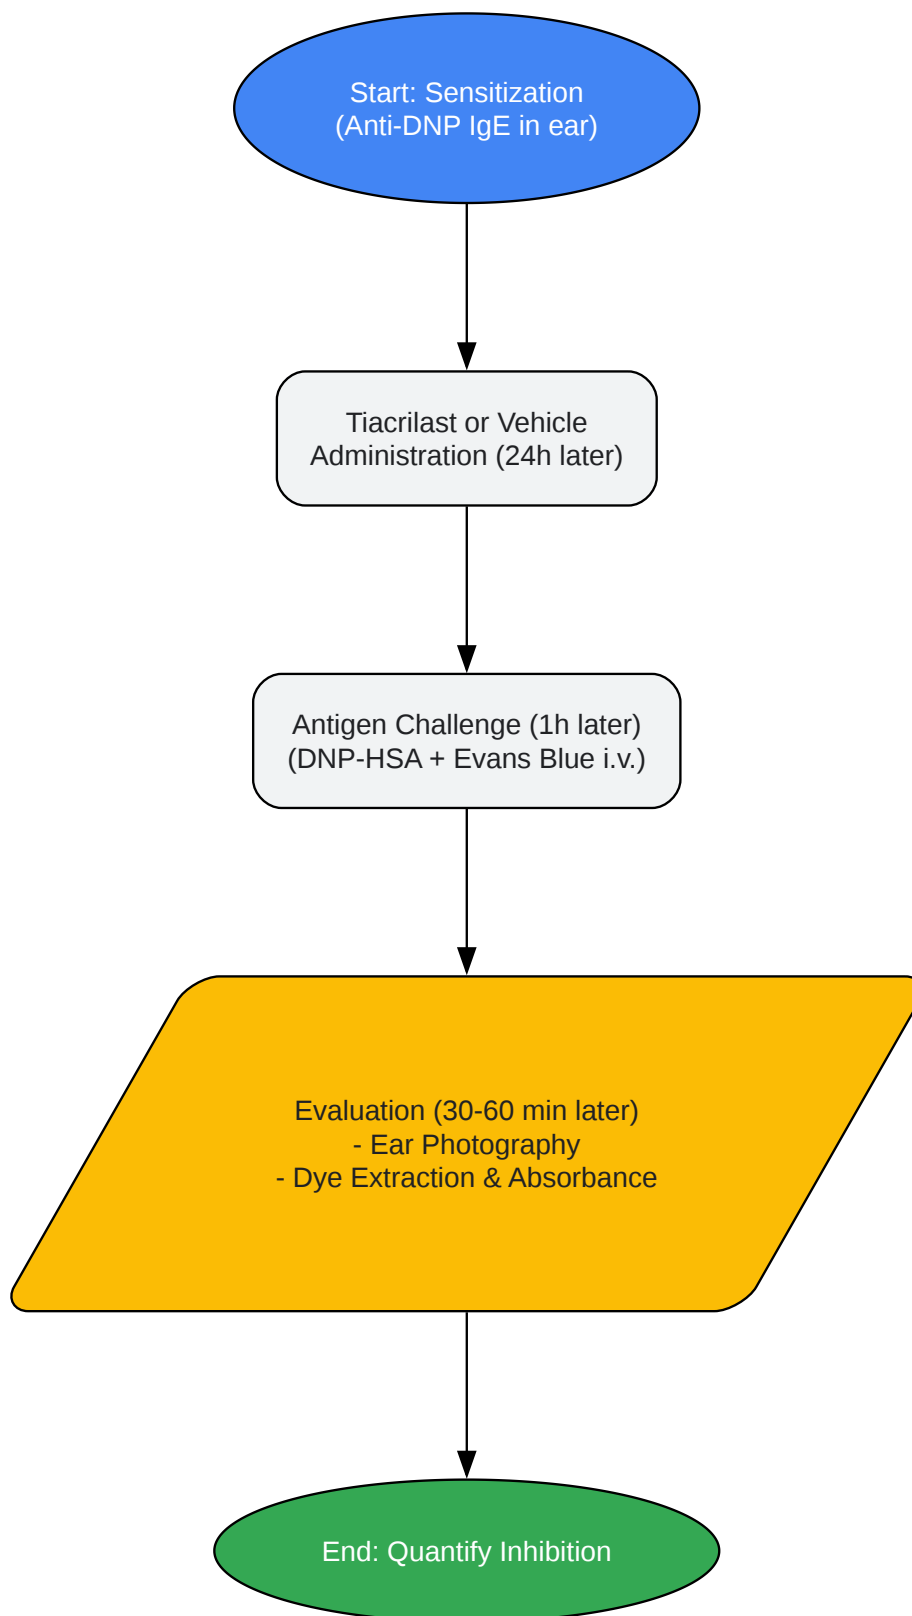 Start: Sensitization
(Anti-DNP IgE in ear)
Tiacrilast or Vehicle
Administration (24h later)
Antigen Challenge (1h later)
(DNP-HSA + Evans Blue i.v.)
Evaluation (30-60 min later)
- Ear Photography
- Dye Extraction & Absorbance
End: Quantify Inhibition